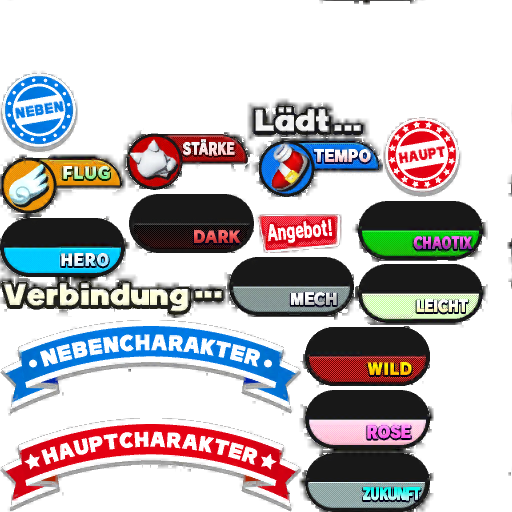 NEBEN
Lädt...
HAUPT
FLUG
STÄRKE
TEMPO
HERO
DARK
Angebot!
CHAOTIX
Verbindung...
MECH
LEICHT
NEBENCHARAKTER
WILD
HAUPTCHARAKTER
ROSE
ZUKUNFT